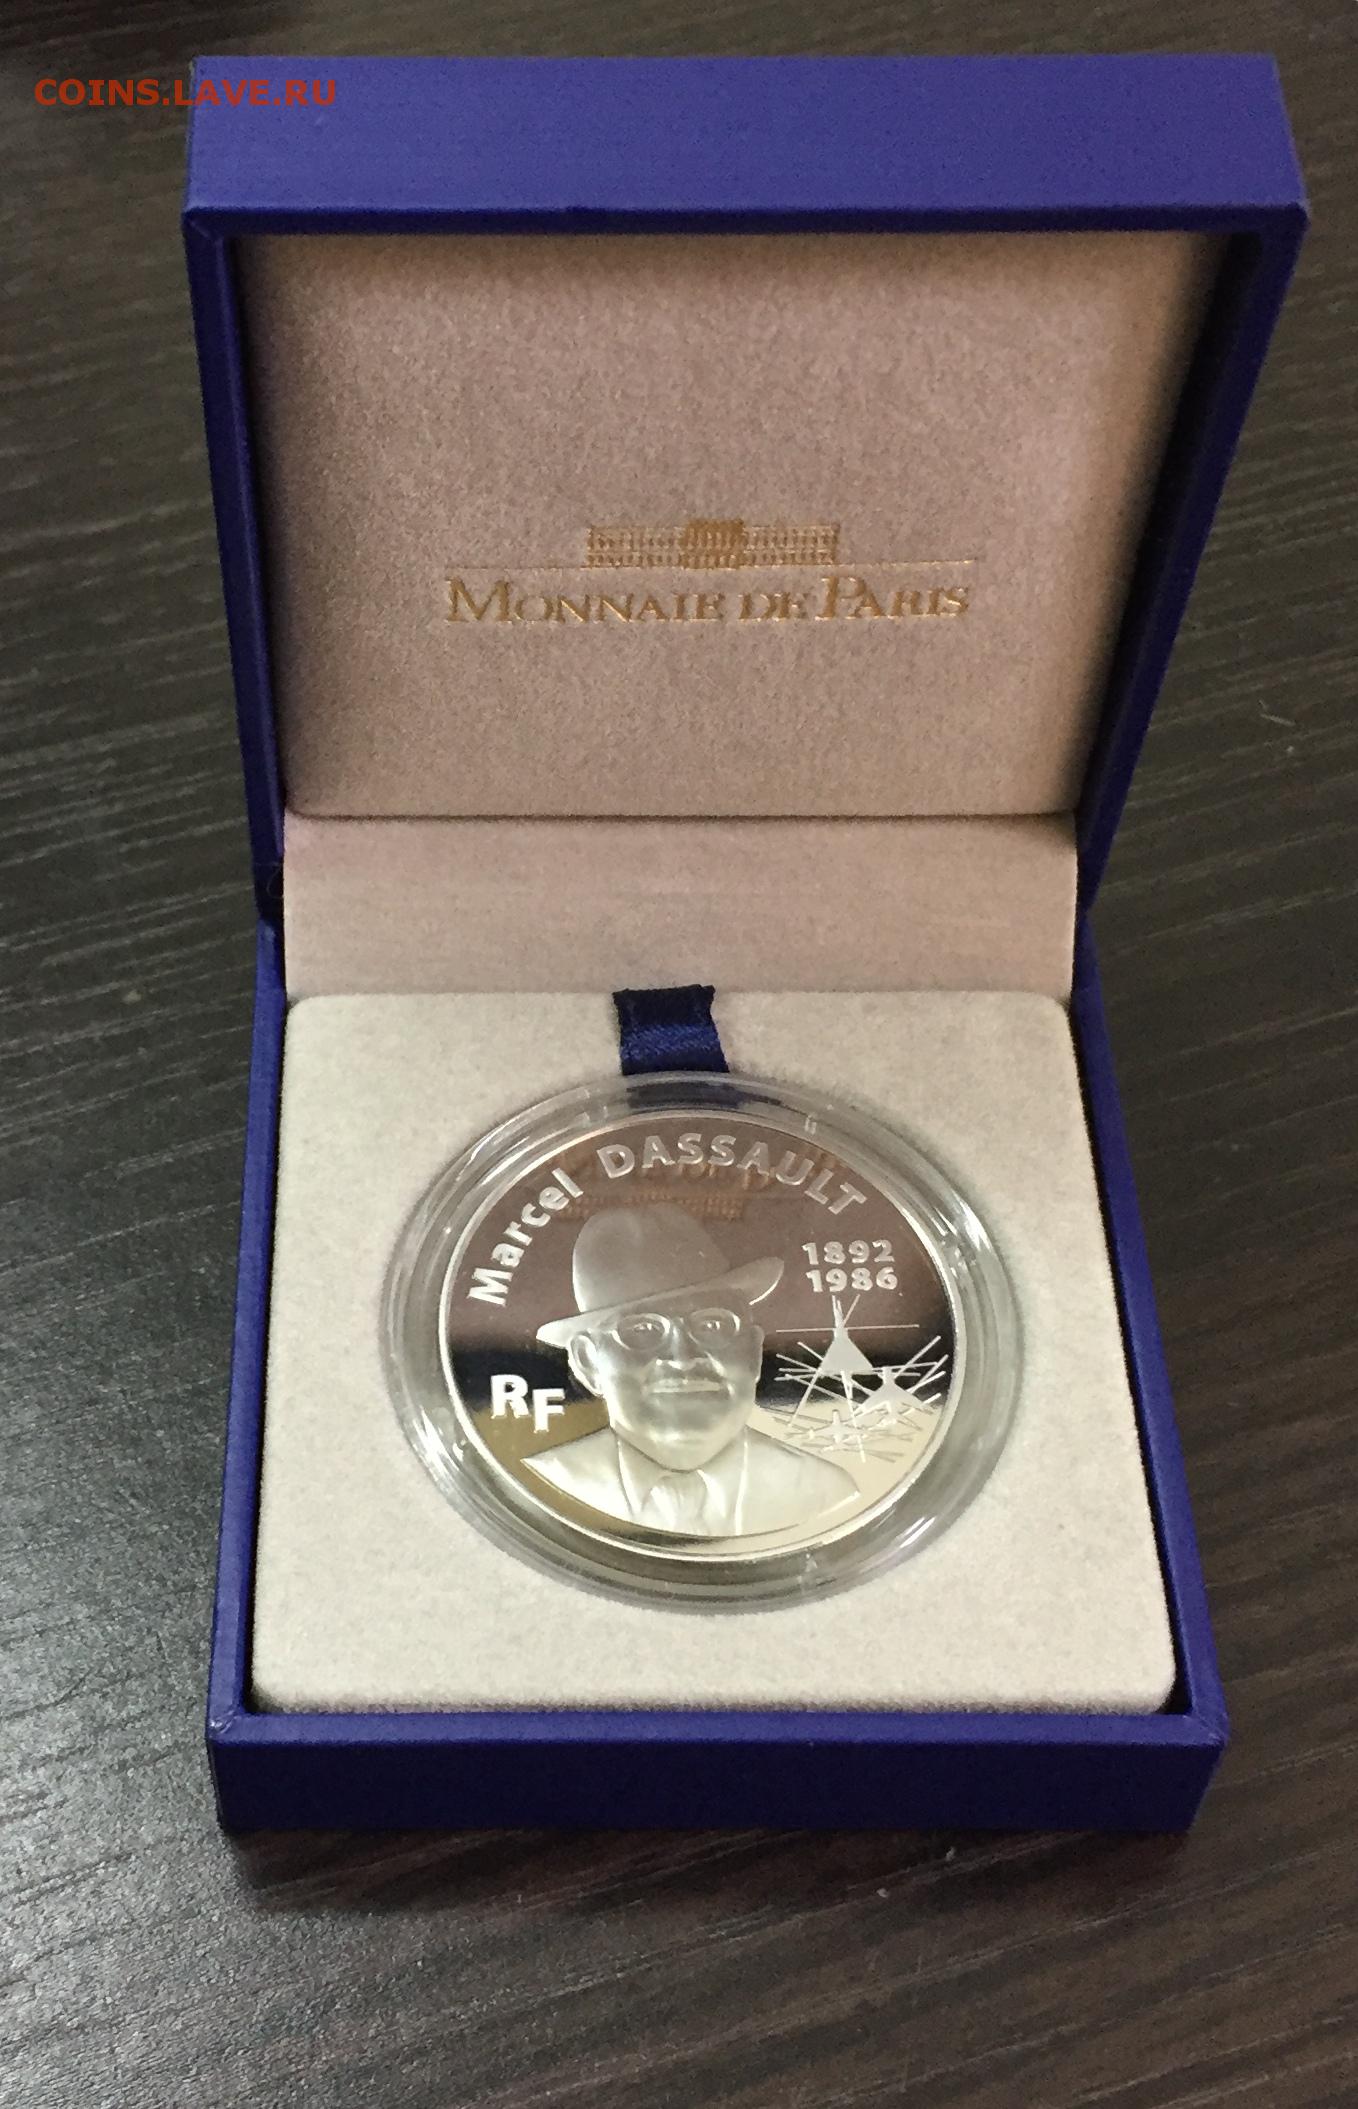 COINS.LAVE.RU
MONNAIE DE PARIS
Marcel DASSAULT
1892
1986
RF